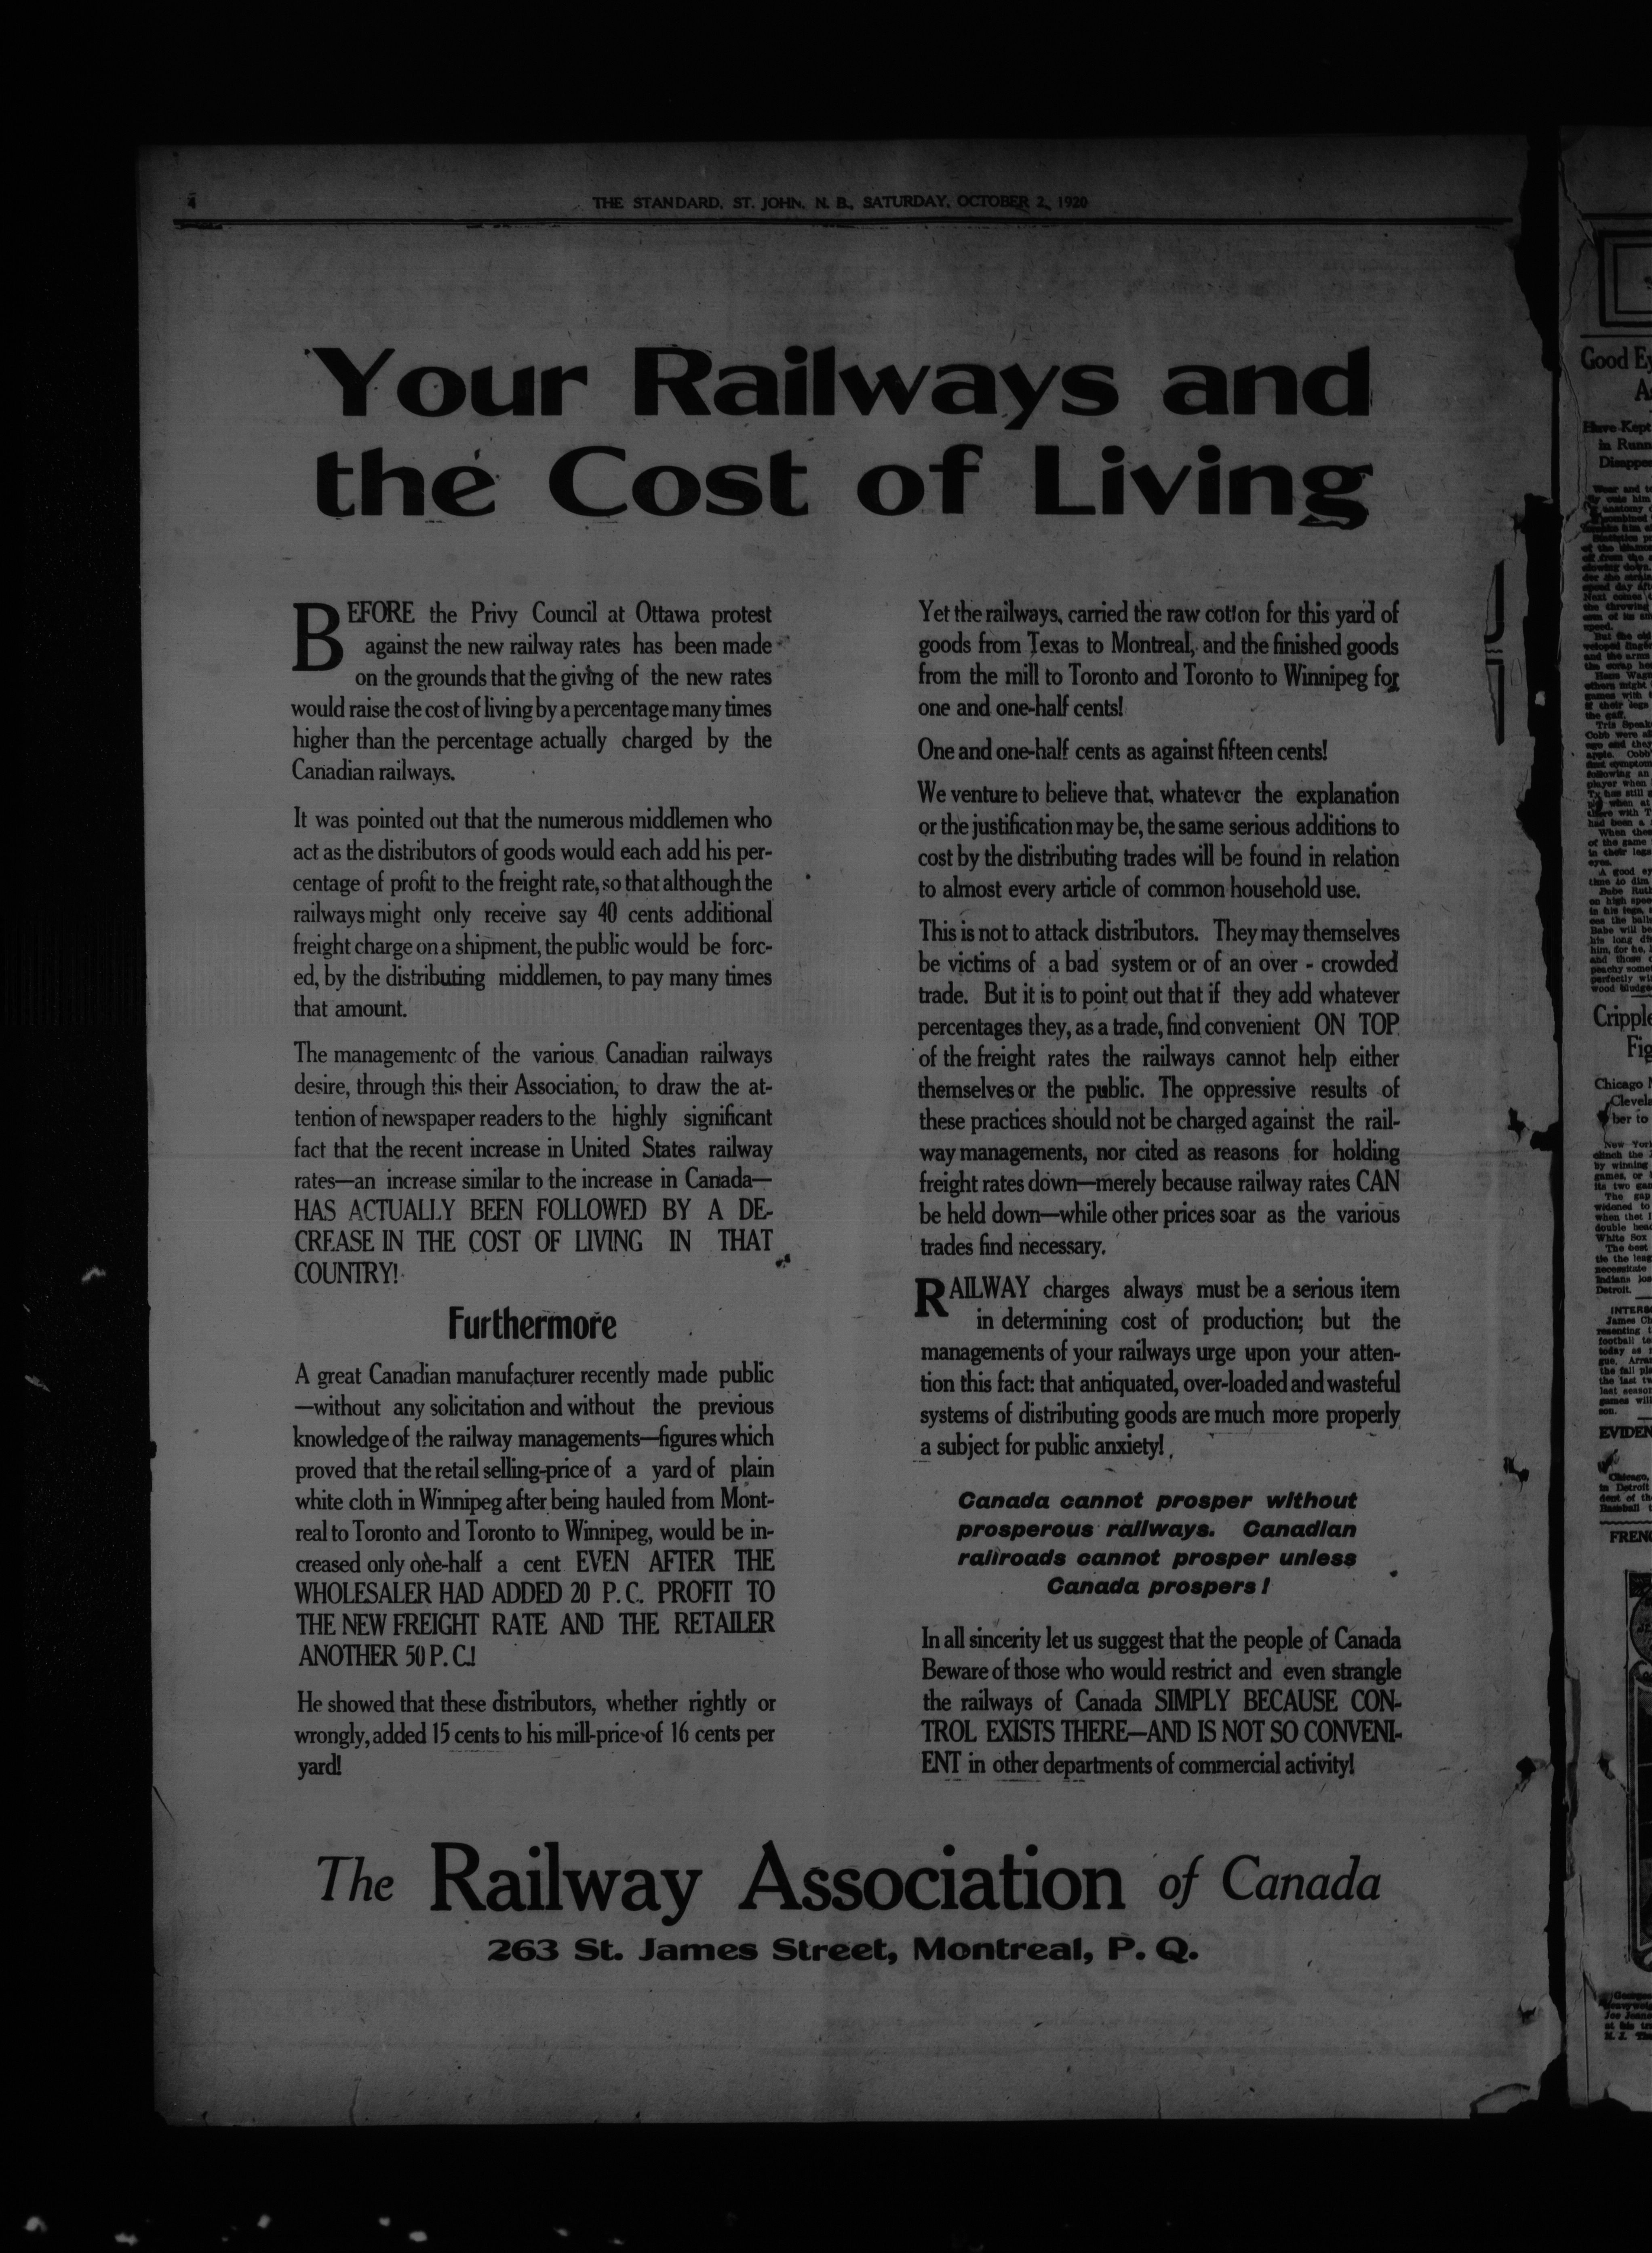 4
THE STANDARD, ST. JOHN, N. B., SATURDAY, OCTOBER 2, 1920
Your Railways and
the Cost of Living
BEFORE the Privy Council at Ottawa protest
against the new railway rates has been made
on the grounds that the giving of the new rates
would raise the cost of living by a percentage many times
higher than the percentage actually charged by the
Canadian railways.
It was pointed out that the numerous middlemen who
act as the distributors of goods would each add his per-
centage of profit to the freight rate, so that although the
railways might only receive say 40 cents additional
freight charge on a shipment, the public would be forc-
ed, by the distributing middlemen, to pay many times
that amount.
The managementc of the various Canadian railways
desire, through this their Association, to draw the at-
tention of newspaper readers to the highly significant
fact that the recent increase in United States railway
rates—an increase similar to the increase in Canada—
HAS ACTUALLY BEEN FOLLOWED BY A DE-
CREASE IN THE COST OF LIVING IN THAT
COUNTRY!
Furthermore
A great Canadian manufacturer recently made public
—without any solicitation and without the previous
knowledge of the railway managements—figures which
proved that the retail selling-price of a yard of plain
white cloth in Winnipeg after being hauled from Mont-
real to Toronto and Toronto to Winnipeg, would be in-
creased only one-half a cent EVEN AFTER THE
WHOLESALER HAD ADDED 20 P. C. PROFIT TO
THE NEW FREIGHT RATE AND THE RETAILER
ANOTHER 50 P. C.!
He showed that these distributors, whether rightly or
wrongly, added 15 cents to his mill-price of 16 cents per
yard!
Yet the railways, carried the raw cotton for this yard of
goods from Texas to Montreal, and the finished goods
from the mill to Toronto and Toronto to Winnipeg for
one and one-half cents!
One and one-half cents as against fifteen cents!
We venture to believe that, whatever the explanation
or the justification may be, the same serious additions to
cost by the distributing trades will be found in relation
to almost every article of common household use.
This is not to attack distributors. They may themselves
be victims of a bad system or of an over - crowded
trade. But it is to point out that if they add whatever
percentages they, as a trade, find convenient ON TOP
of the freight rates the railways cannot help either
themselves or the public. The oppressive results of
these practices should not be charged against the rail-
way managements, nor cited as reasons for holding
freight rates down—merely because railway rates CAN
be held down—while other prices soar as the various
trades find necessary.
RAILWAY charges always must be a serious item
in determining cost of production; but the
managements of your railways urge upon your atten-
tion this fact: that antiquated, over-loaded and wasteful
systems of distributing goods are much more properly
a subject for public anxiety!
Canada cannot prosper without
prosperous railways. Canadian
railroads cannot prosper unless
Canada prospers!
In all sincerity let us suggest that the people of Canada
Beware of those who would restrict and even strangle
the railways of Canada SIMPLY BECAUSE CON-
TROL EXISTS THERE—AND IS NOT SO CONVENI-
ENT in other departments of commercial activity!
The Railway Association of Canada
263 St. James Street, Montreal, P. Q.